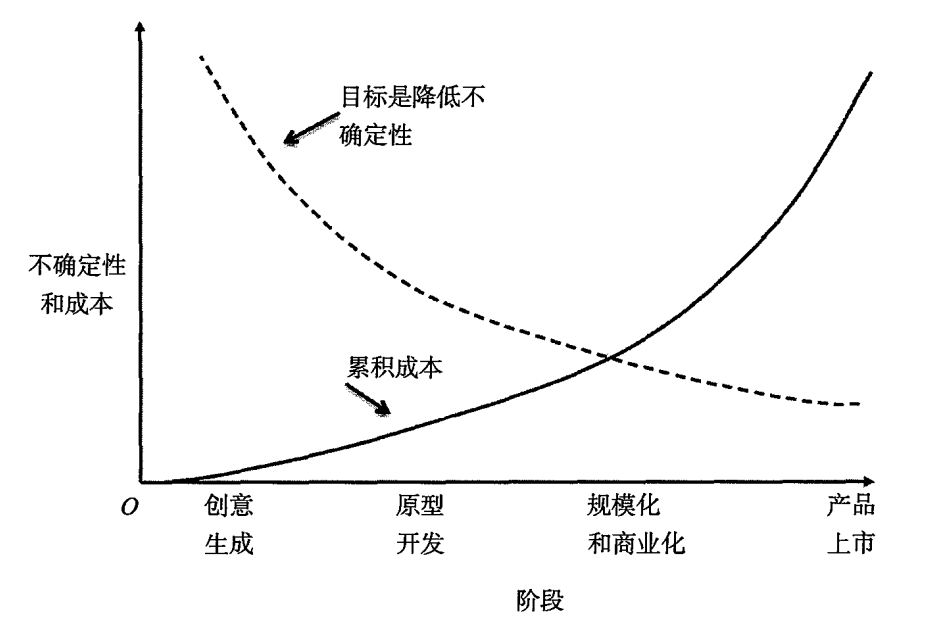 目标是降低不
确定性
不确定性
和成本
累积成本
O
创意
生成
原型
开发
规模化
和商业化
产品
上市
阶段